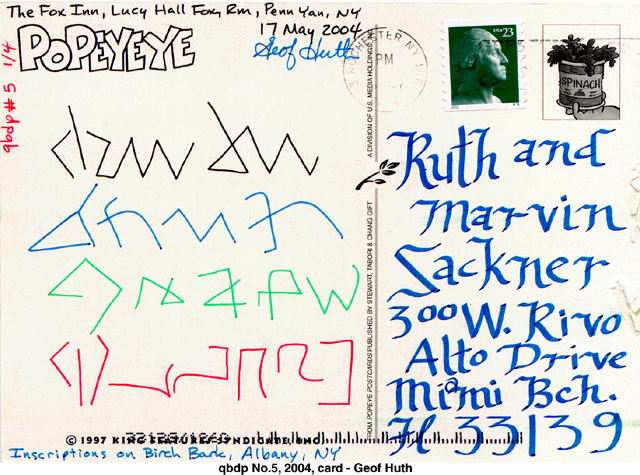 The Fox Inn, Lucy Hall Fox Rm, Penn Yan, NY
17 May 2004
Geof Huth
POPEYEYE
qbdp # 5 1/4
USA 23
PM
SPINACH
A DIVISION OF U.S. MEDIA HOLDINGS, INC.
FROM POPEYE POSTCARDS PUBLISHED BY STEWART, TABORI & CHANG GIFT
Ruth and
Marvin
Sackner
300 W. Rivo
Alto Drive
Miami Bch.
Fl 33139
© 1997 KING FEATURES SYNDICATE, INC.
Inscriptions on Birch Bark, Albany, NY
qbdp No.5, 2004, card - Geof Huth